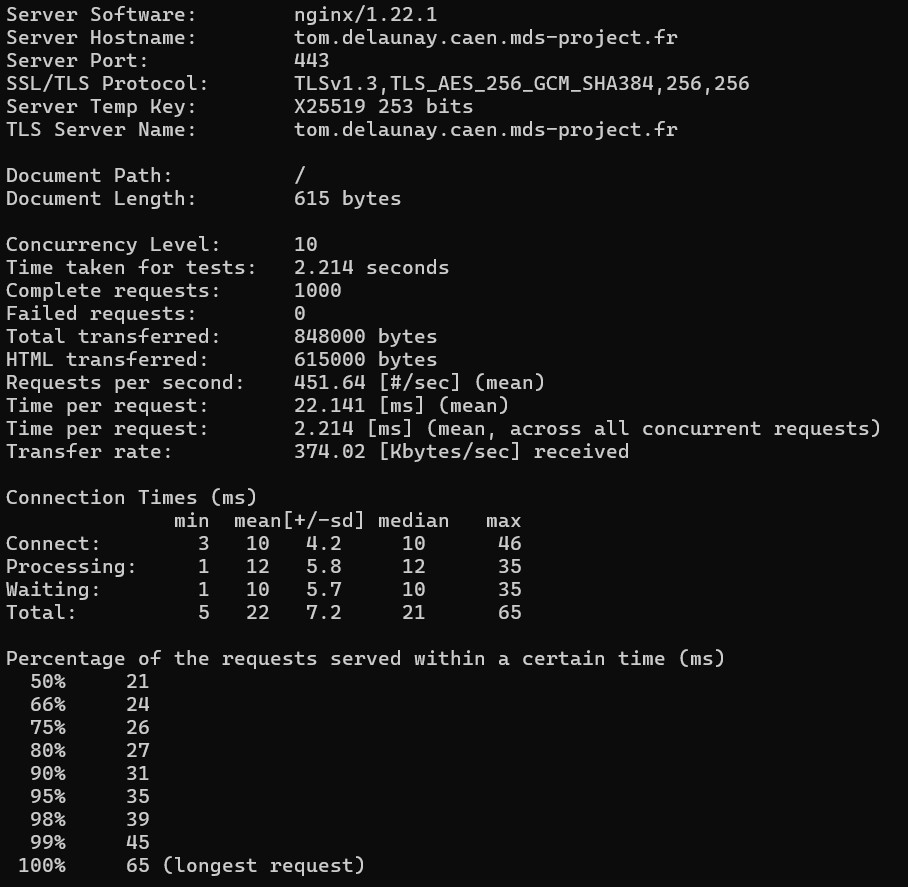 Server Software:        nginx/1.22.1
Server Hostname:        tom.delaunay.caen.mds-project.fr
Server Port:            443
SSL/TLS Protocol:       TLSv1.3,TLS_AES_256_GCM_SHA384,256,256
Server Temp Key:        X25519 253 bits
TLS Server Name:        tom.delaunay.caen.mds-project.fr

Document Path:          /
Document Length:        615 bytes

Concurrency Level:      10
Time taken for tests:   2.214 seconds
Complete requests:      1000
Failed requests:        0
Total transferred:      848000 bytes
HTML transferred:       615000 bytes
Requests per second:    451.64 [#/sec] (mean)
Time per request:       22.141 [ms] (mean)
Time per request:       2.214 [ms] (mean, across all concurrent requests)
Transfer rate:          374.02 [Kbytes/sec] received

Connection Times (ms)
              min  mean[+/-sd] median   max
Connect:        3   10   4.2     10      46
Processing:     1   12   5.8     12      35
Waiting:        1   10   5.7     10      35
Total:          5   22   7.2     21      65

Percentage of the requests served within a certain time (ms)
  50%     21
  66%     24
  75%     26
  80%     27
  90%     31
  95%     35
  98%     39
  99%     45
 100%     65 (longest request)